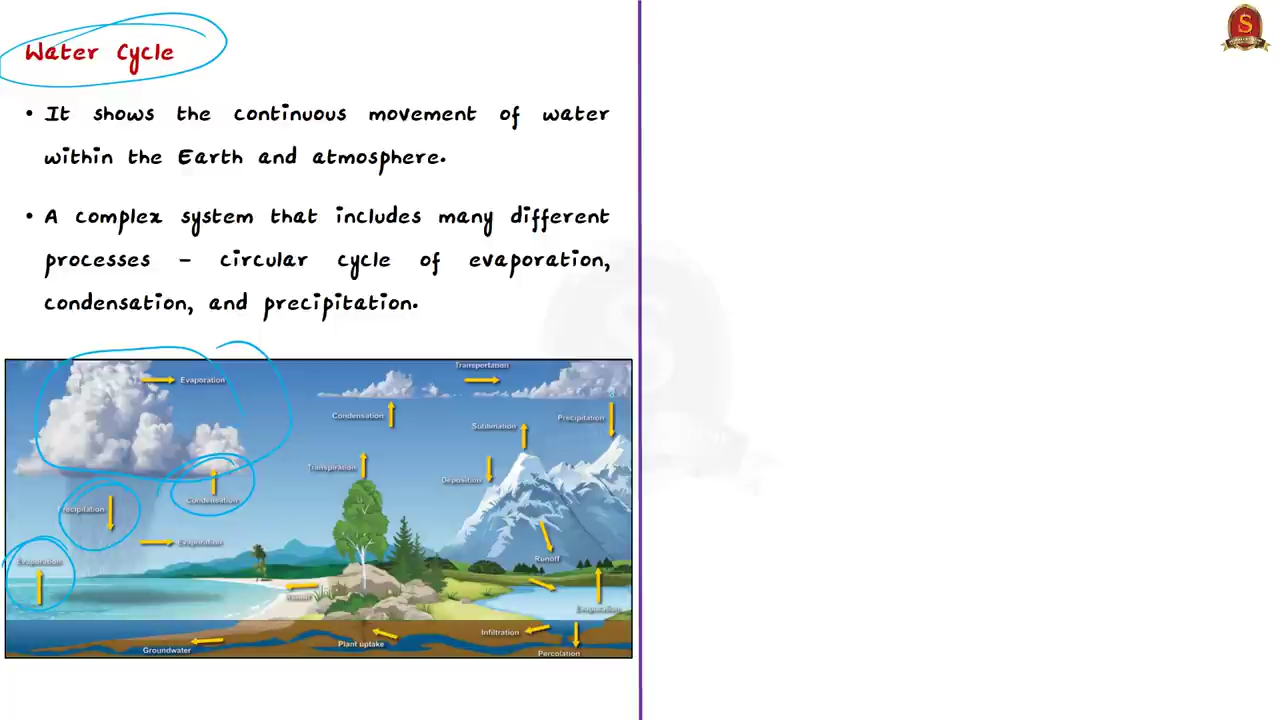 Water Cycle
• It shows the continuous movement of water
within the Earth and atmosphere.
• A complex system that includes many different
processes – circular cycle of evaporation,
condensation, and precipitation.
Transportation
Evaporation
Condensation
Precipitation
Sublimation
Transpiration
Deposition
Condensation
Precipitation
Evaporation
Evaporation
Runoff
Runoff
Evaporation
Infiltration
Plant uptake
Groundwater
Percolation
S